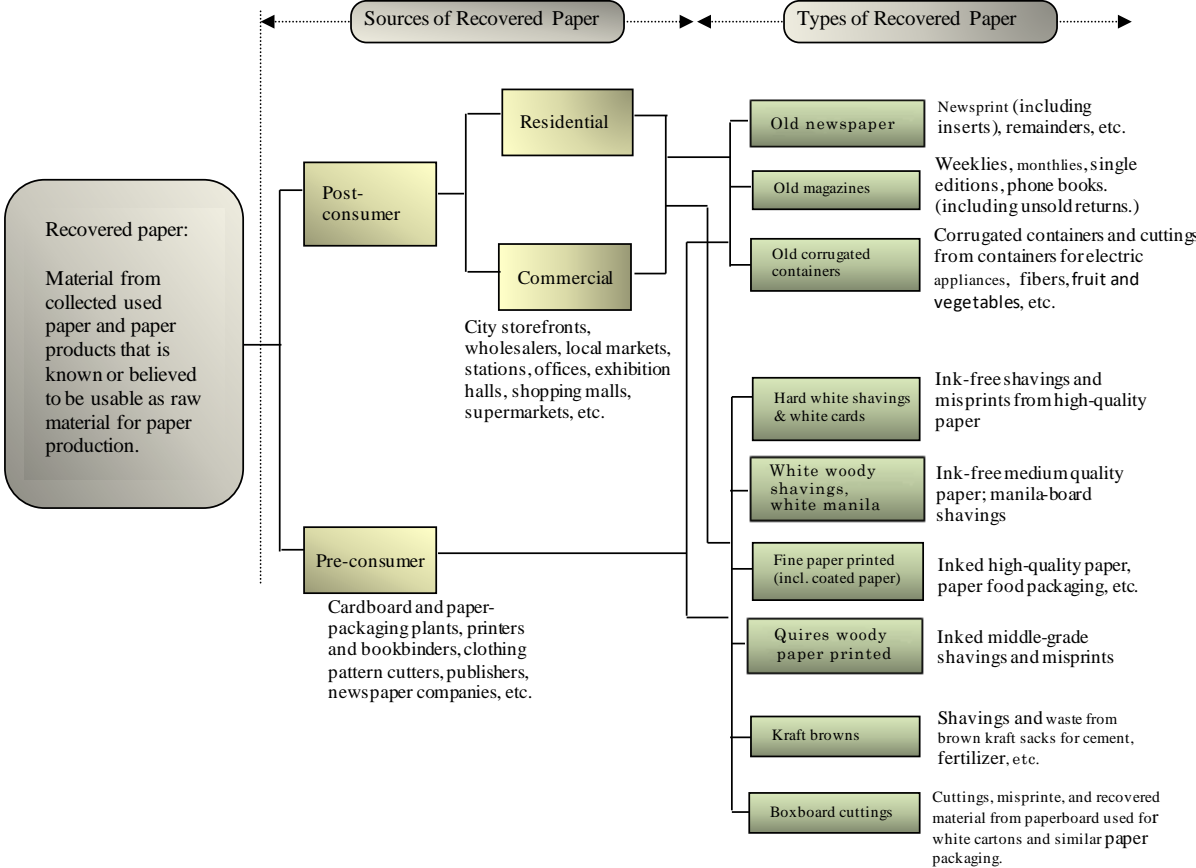 Sources of Recovered Paper
Types of Recovered Paper
Recovered paper:
Material from
collected used
paper and paper
products that is
known or believed
to be usable as raw
material for paper
production.
Post-
consumer
Residential
Commercial
City storefronts,
wholesalers, local markets,
stations, offices, exhibition
halls, shopping malls,
supermarkets, etc.
Pre-consumer
Cardboard and paper-
packaging plants, printers
and bookbinders, clothing
pattern cutters, publishers,
newspaper companies, etc.
Old newspaper
Newsprint (including
inserts), remainders, etc.
Old magazines
Weeklies, monthlies, single
editions, phone books.
(including unsold returns.)
Old corrugated
containers
Corrugated containers and cuttings
from containers for electric
appliances, fibers, fruit and
vegetables, etc.
Hard white shavings
& white cards
Ink-free shavings and
misprints from high-quality
paper
White woody
shavings,
white manila
Ink-free medium quality
paper; manila-board
shavings
Fine paper printed
(incl. coated paper)
Inked high-quality paper,
paper food packaging, etc.
Quires woody
paper printed
Inked middle-grade
shavings and misprints
Kraft browns
Shavings and waste from
brown kraft sacks for cement,
fertilizer, etc.
Boxboard cuttings
Cuttings, misprinte, and recovered
material from paperboard used for
white cartons and similar paper
packaging.